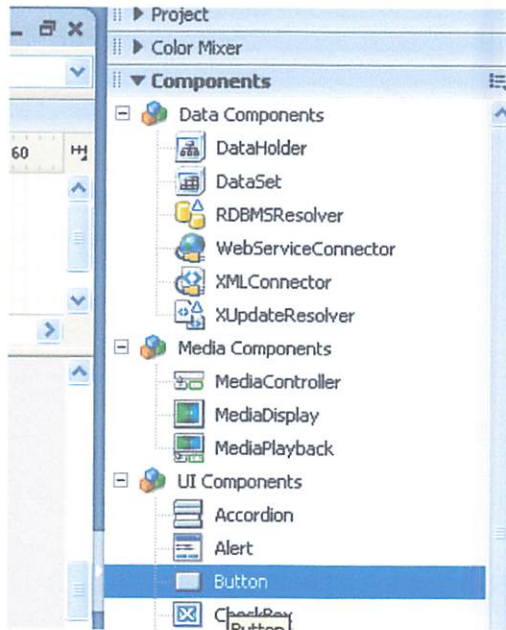 Project
Color Mixer
Components
Data Components
60
DataHolder
DataSet
RDBMSResolver
WebServiceConnector
XMLConnector
XUpdateResolver
Media Components
MediaController
MediaDisplay
MediaPlayback
UI Components
Accordion
Alert
Button
CheckBox
Button